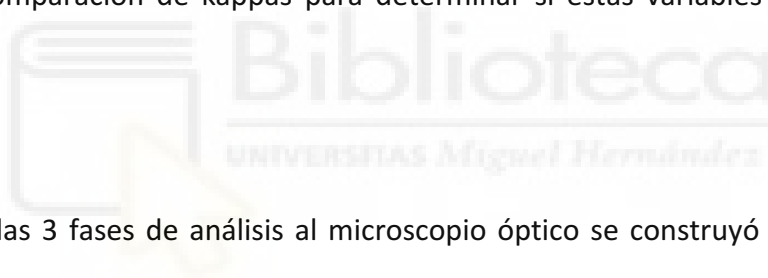 omparación de kappas para determinar si estas variables
Biblioteca
UNIVERSITAS Miguel Hernández
las 3 fases de análisis al microscopio óptico se construyó